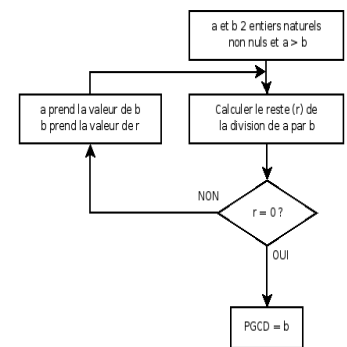 a et b 2 entiers naturels
non nuls et a > b
a prend la valeur de b
b prend la valeur de r
Calculer le reste (r) de
la division de a par b
NON
r = 0 ?
OUI
PGCD = b